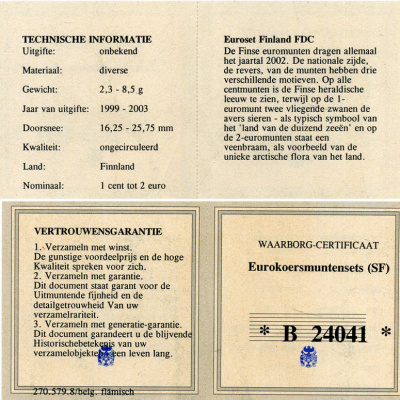 TECHNISCHE INFORMATIE
Uitgifte: onbekend
Materiaal: diverse
Gewicht: 2,3 - 8,5 g
Jaar van uitgifte: 1999 - 2003
Doorsnee: 16,25 - 25,75 mm
Kwaliteit: ongecirculeerd
Land: Finnland
Nominaal: 1 cent tot 2 euro
Euroset Finland FDC
De Finse euromunten dragen allemaal
het jaartal 2002. De nationale zijde,
de revers, van de munten hebben drie
verschillende motieven. Op alle
centmunten is de Finse heraldische
leeuw te zien, terwijl op de 1-
euromunt twee vliegende zwanen de
avers sieren - als typisch symbool van
het 'land van de duizend zeeën' en op
de 2-euromunten staat een
veenbraam, als voorbeeld van de
unieke arctische flora van het land.
VERTROUWENSGARANTIE
1. Verzamelen met winst.
De gunstige voordeelprijs en de hoge
Kwaliteit spreken voor zich.
2. Verzamelen met garantie.
Dit document staat garant voor de
Uitmuntende fijnheid en de
detailgetrouwheid Van uw
verzamelrariteit.
3. Verzamelen met generatie-garantie.
Dit document garandeert u de blijvende
Historischebetekenis van uw
verzamelobjekten een leven lang.
270.579.8/belg. flämisch
WAARBORG-CERTIFICAAT
Eurokoersmuntensets (SF)
* B 24041 *